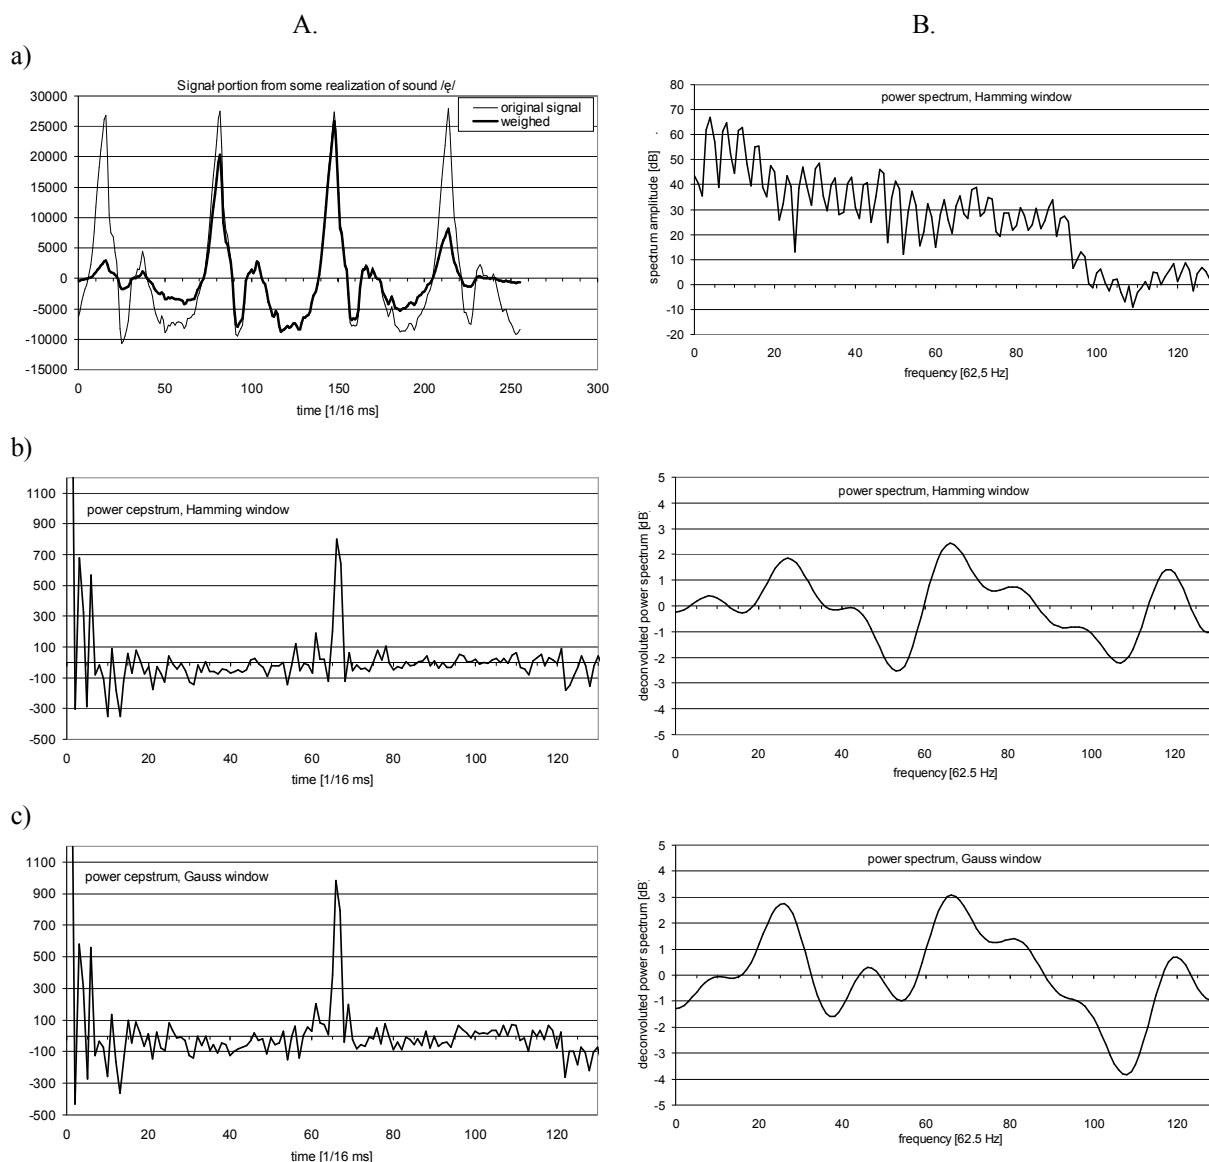 A.
B.
a)
Signał portion from some realization of sound /ę/
original signal
weighed
30000
25000
20000
15000
10000
5000
0
-5000
-10000
-15000
0 50 100 150 200 250 300
time [1/16 ms]
power spectrum, Hamming window
spectrum amplitude [dB]
80
70
60
50
40
30
20
10
0
-10
-20
0 20 40 60 80 100 120
frequency [62,5 Hz]
b)
power cepstrum, Hamming window
1100
900
700
500
300
100
-100
-300
-500
0 20 40 60 80 100 120
time [1/16 ms]
power spectrum, Hamming window
deconvoluted power spectrum [dB]
5
4
3
2
1
0
-1
-2
-3
-4
-5
0 20 40 60 80 100 120
frequency [62.5 Hz]
c)
power cepstrum, Gauss window
1100
900
700
500
300
100
-100
-300
-500
0 20 40 60 80 100 120
time [1/16 ms]
power spectrum, Gauss window
deconvoluted power spectrum [dB]
5
4
3
2
1
0
-1
-2
-3
-4
-5
0 20 40 60 80 100 120
frequency [62.5 Hz]